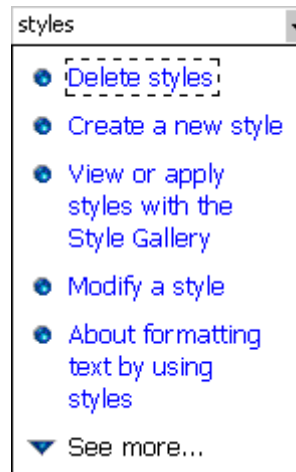 styles
Delete styles
Create a new style
View or apply
styles with the
Style Gallery
Modify a style
About formatting
text by using
styles
See more...